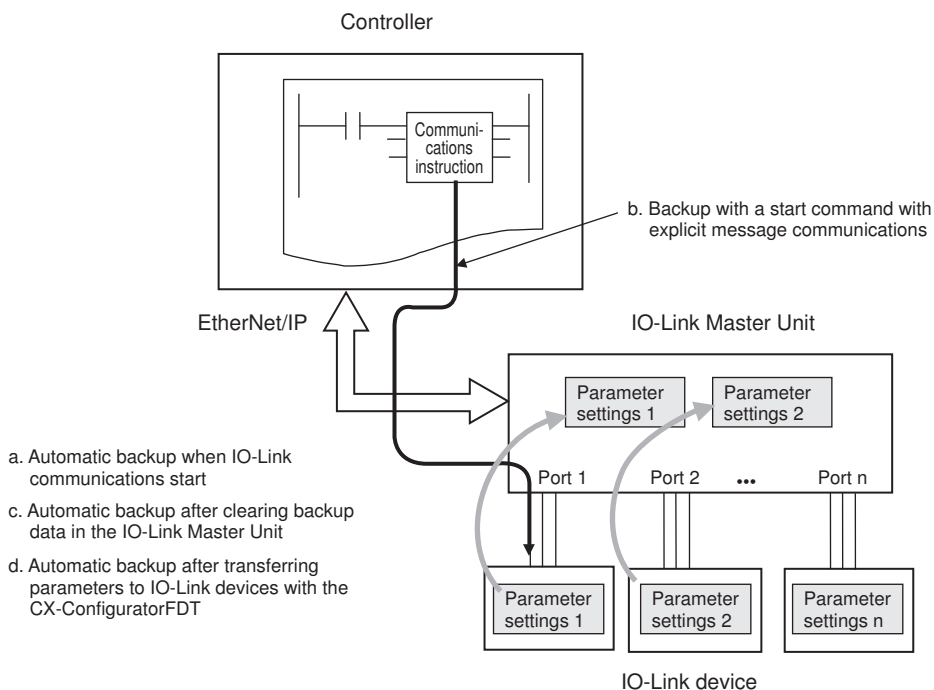 Controller
Communi-
cations
instruction
b. Backup with a start command with
explicit message communications
EtherNet/IP
IO-Link Master Unit
Parameter
settings 1
Parameter
settings 2
a. Automatic backup when IO-Link
communications start
c. Automatic backup after clearing backup
data in the IO-Link Master Unit
d. Automatic backup after transferring
parameters to IO-Link devices with the
CX-ConfiguratorFDT
Port 1
Port 2
...
Port n
Parameter
settings 1
Parameter
settings 2
Parameter
settings n
IO-Link device